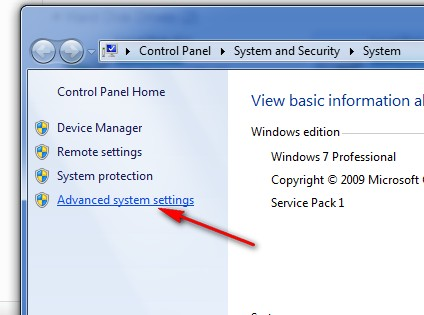 Control Panel System and Security System
Control Panel Home
Device Manager
Remote settings
System protection
Advanced system settings
View basic information
Windows edition
Windows 7 Professional
Copyright © 2009 Microsoft
Service Pack 1